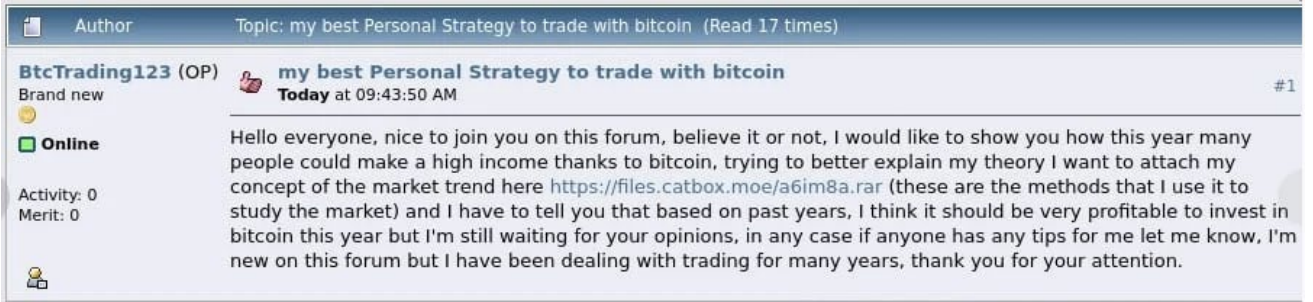 Author Topic: my best Personal Strategy to trade with bitcoin (Read 17 times)
BtcTrading123 (OP)
Brand new
Online
Activity: 0
Merit: 0
my best Personal Strategy to trade with bitcoin
Today at 09:43:50 AM
#1
Hello everyone, nice to join you on this forum, believe it or not, I would like to show you how this year many
people could make a high income thanks to bitcoin, trying to better explain my theory I want to attach my
concept of the market trend here https://files.catbox.moe/a6im8a.rar (these are the methods that I use it to
study the market) and I have to tell you that based on past years, I think it should be very profitable to invest in
bitcoin this year but I'm still waiting for your opinions, in any case if anyone has any tips for me let me know, I'm
new on this forum but I have been dealing with trading for many years, thank you for your attention.